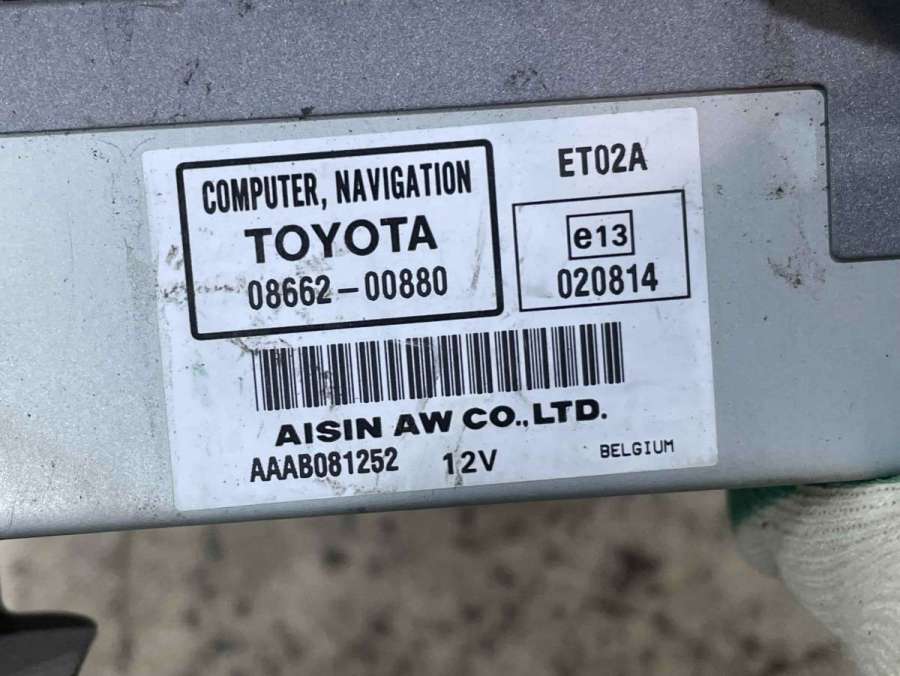 COMPUTER, NAVIGATION
TOYOTA
08662-00880
ET02A
e13
020814
AISIN AW CO.,LTD.
AAAB081252 12V
BELGIUM